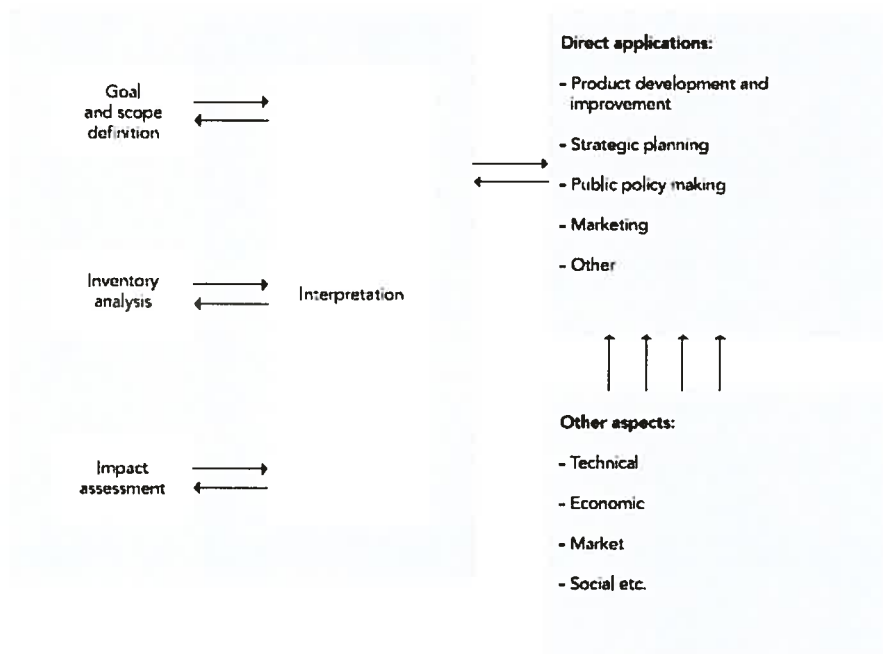 Goal
and scope
definition
Inventory
analysis
Impact
assessment
Interpretation
Direct applications:
- Product development and
improvement
- Strategic planning
- Public policy making
- Marketing
- Other
Other aspects:
- Technical
- Economic
- Market
- Social etc.